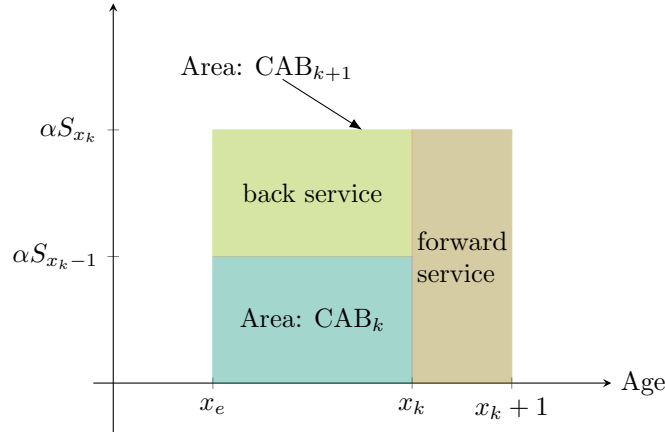 Area: CAB_{k+1}
αS_{x_k}
back service
forward
service
αS_{x_k−1}
Area: CAB_k
Age
x_e
x_k
x_k + 1